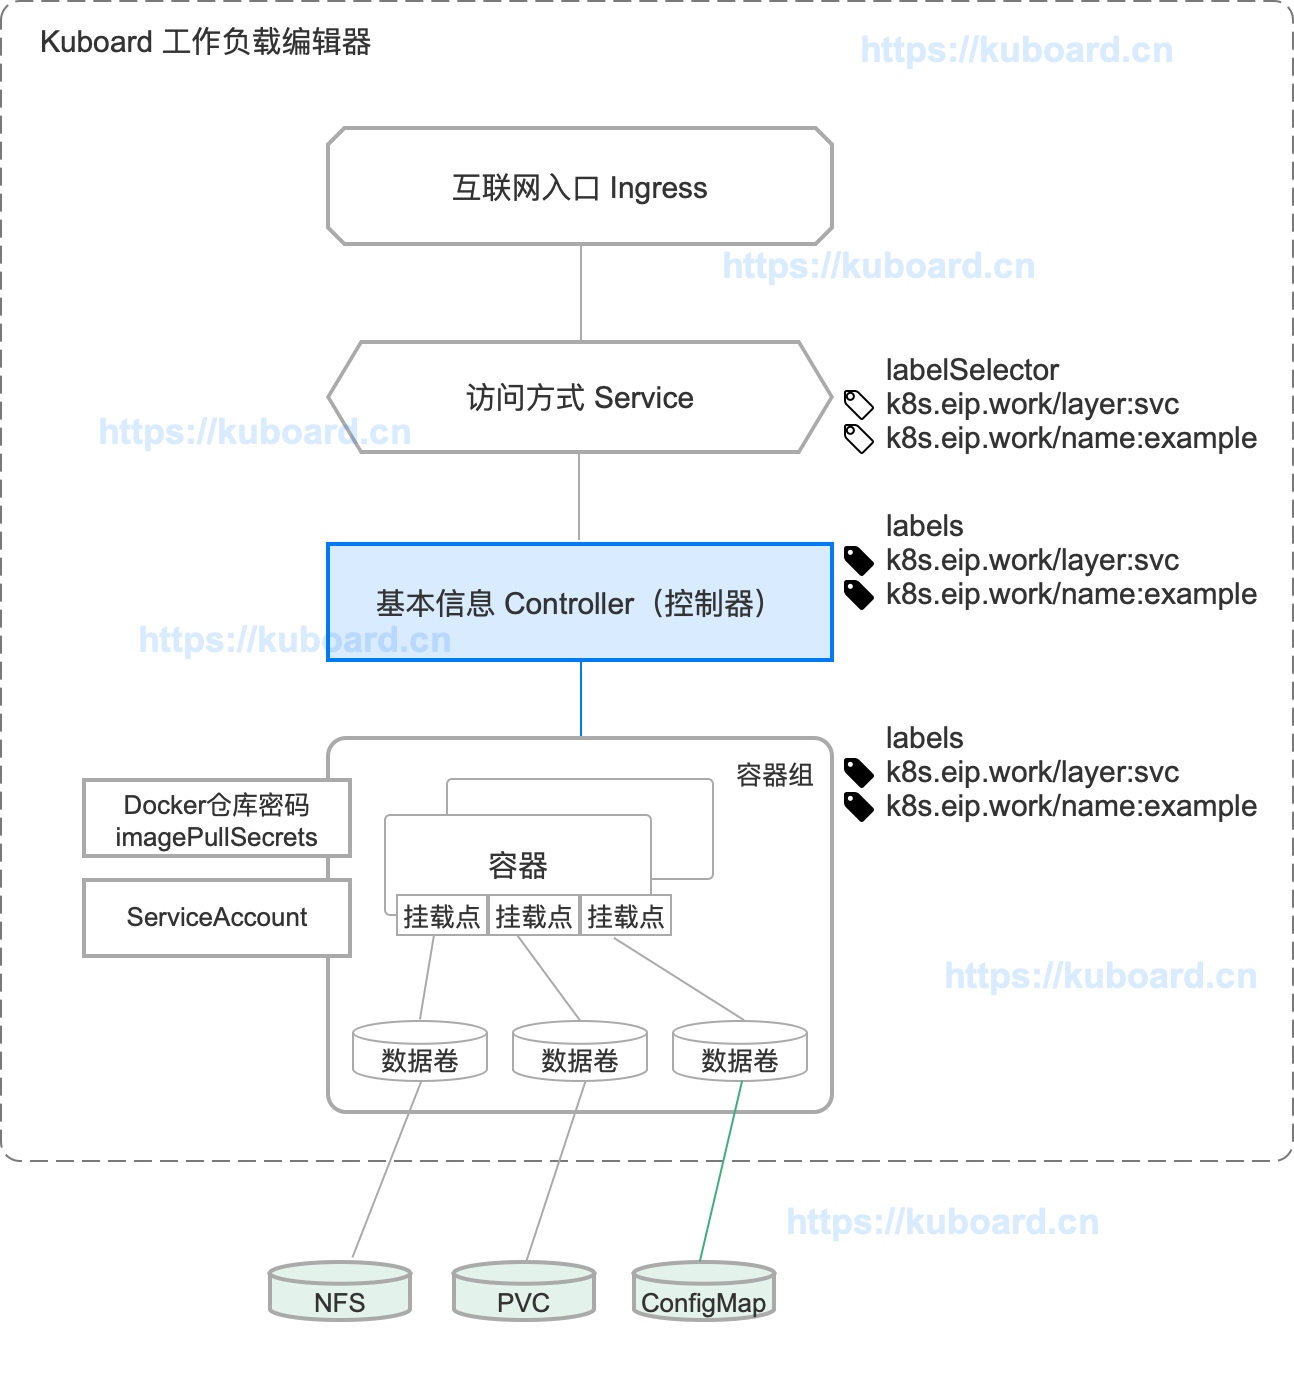 Kuboard 工作负载编辑器
https://kuboard.cn
互联网入口 Ingress
https://kuboard.cn
labelSelector
访问方式 Service
k8s.eip.work/layer:svc
k8s.eip.work/name:example
https://kuboard.cn
labels
k8s.eip.work/layer:svc
k8s.eip.work/name:example
基本信息 Controller（控制器）
https://kuboard.cn
labels
k8s.eip.work/layer:svc
k8s.eip.work/name:example
容器组
Docker仓库密码
imagePullSecrets
容器
ServiceAccount
挂载点 挂载点 挂载点
https://kuboard.cn
数据卷 数据卷 数据卷
https://kuboard.cn
NFS PVC ConfigMap